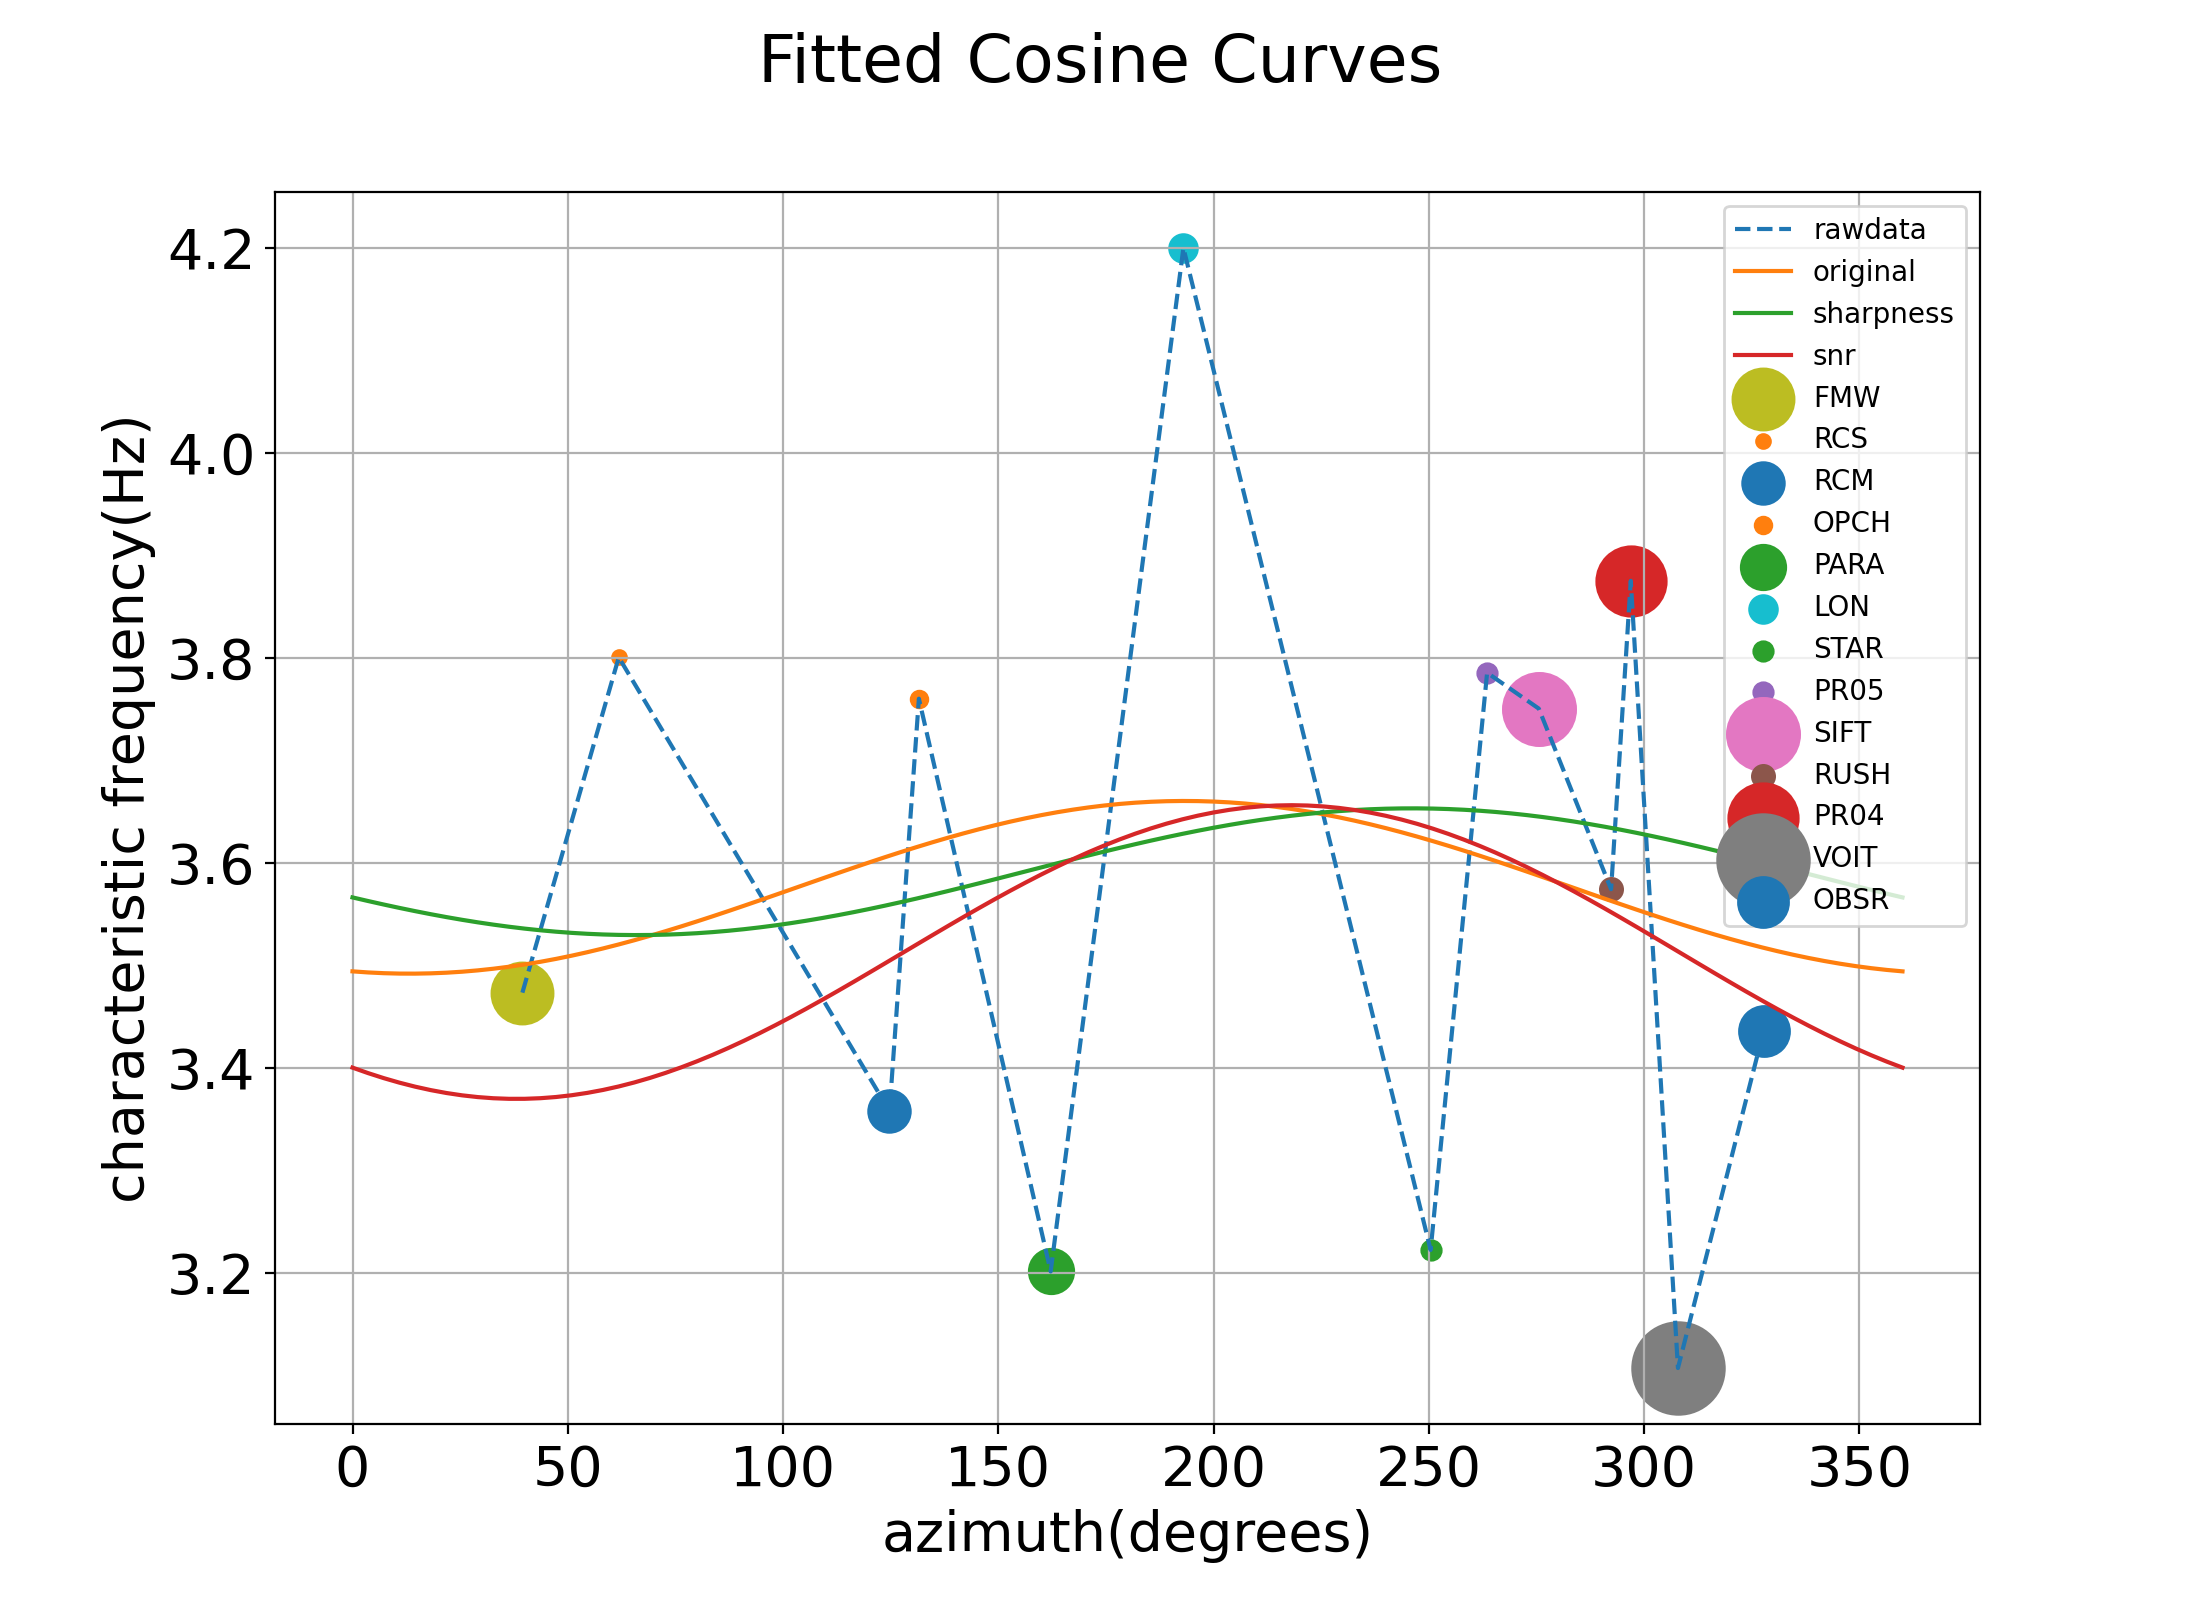 Fitted Cosine Curves
characteristic frequency(Hz)
4.2
4.0
3.8
3.6
3.4
3.2
rawdata
original
sharpness
snr
FMW
RCS
RCM
OPCH
PARA
LON
STAR
PR05
SIFT
RUSH
PR04
VOIT
OBSR
0 50 100 150 200 250 300 350
azimuth(degrees)